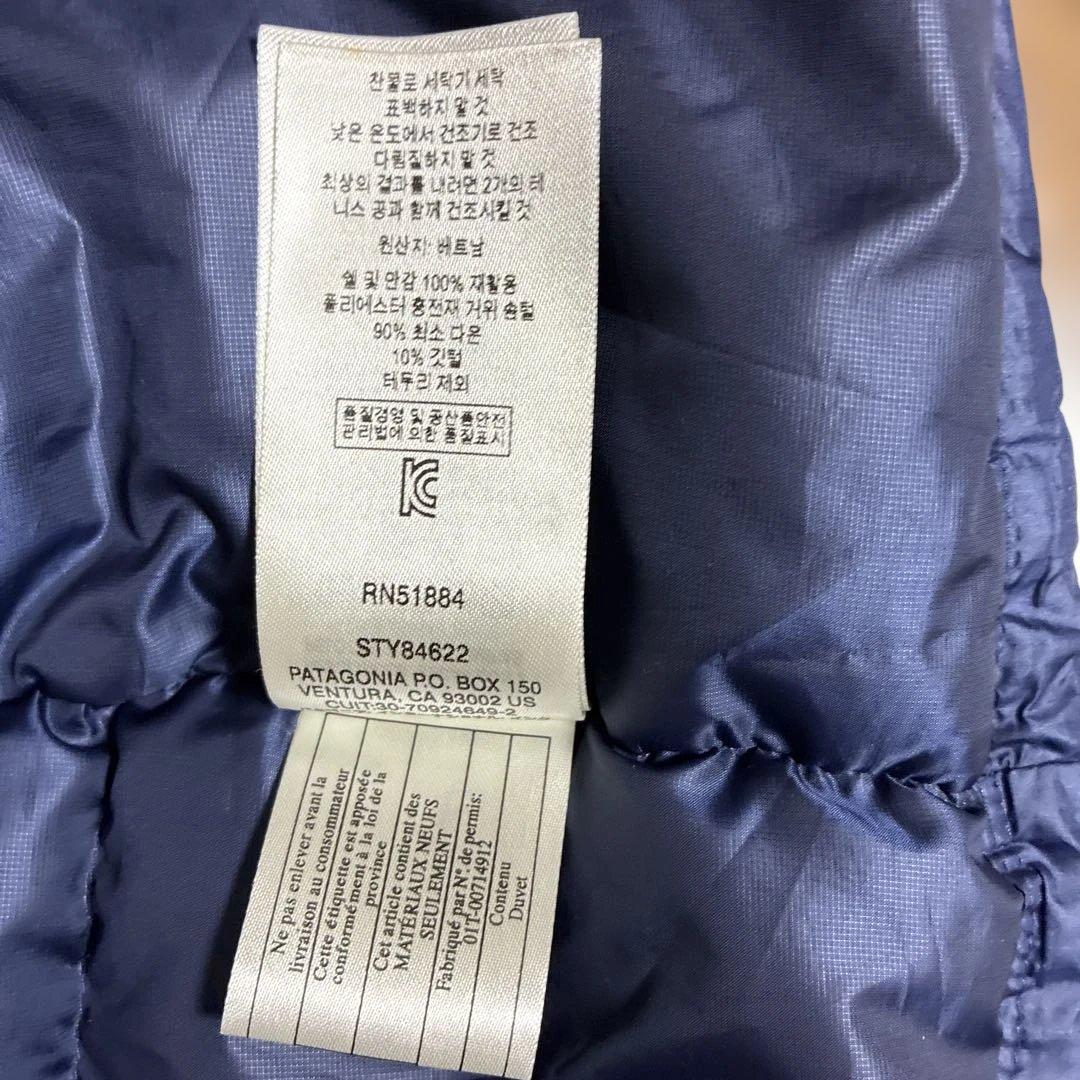 찬물로 세탁기 세탁
표백하지 말 것
낮은 온도에서 건조기로 건조
다림질하지 말 것
최상의 결과를 내려면 2개의 테
니스 공과 함께 건조시킬 것
원산지: 베트남
쉘 및 안감 100% 재활용
폴리에스터 충전재 거위 솜털
90% 최소 다운
10% 깃털
테두리 제외
품질경영 및 공산품안전
관리법에 의한 품질표시
RN51884
STY84622
PATAGONIA P.O. BOX 150
VENTURA, CA 93002 US
CUIT:30-70924649-2
Ne pas enlever avant la
livraison au consommateur
Cette étiquette est apposée
conformément à la loi de la
province
Cet article contient des
MATÉRIAUX NEUFS
SEULEMENT
Fabriqué par N° de permis:
01T-00714912
Contenu
Duvet